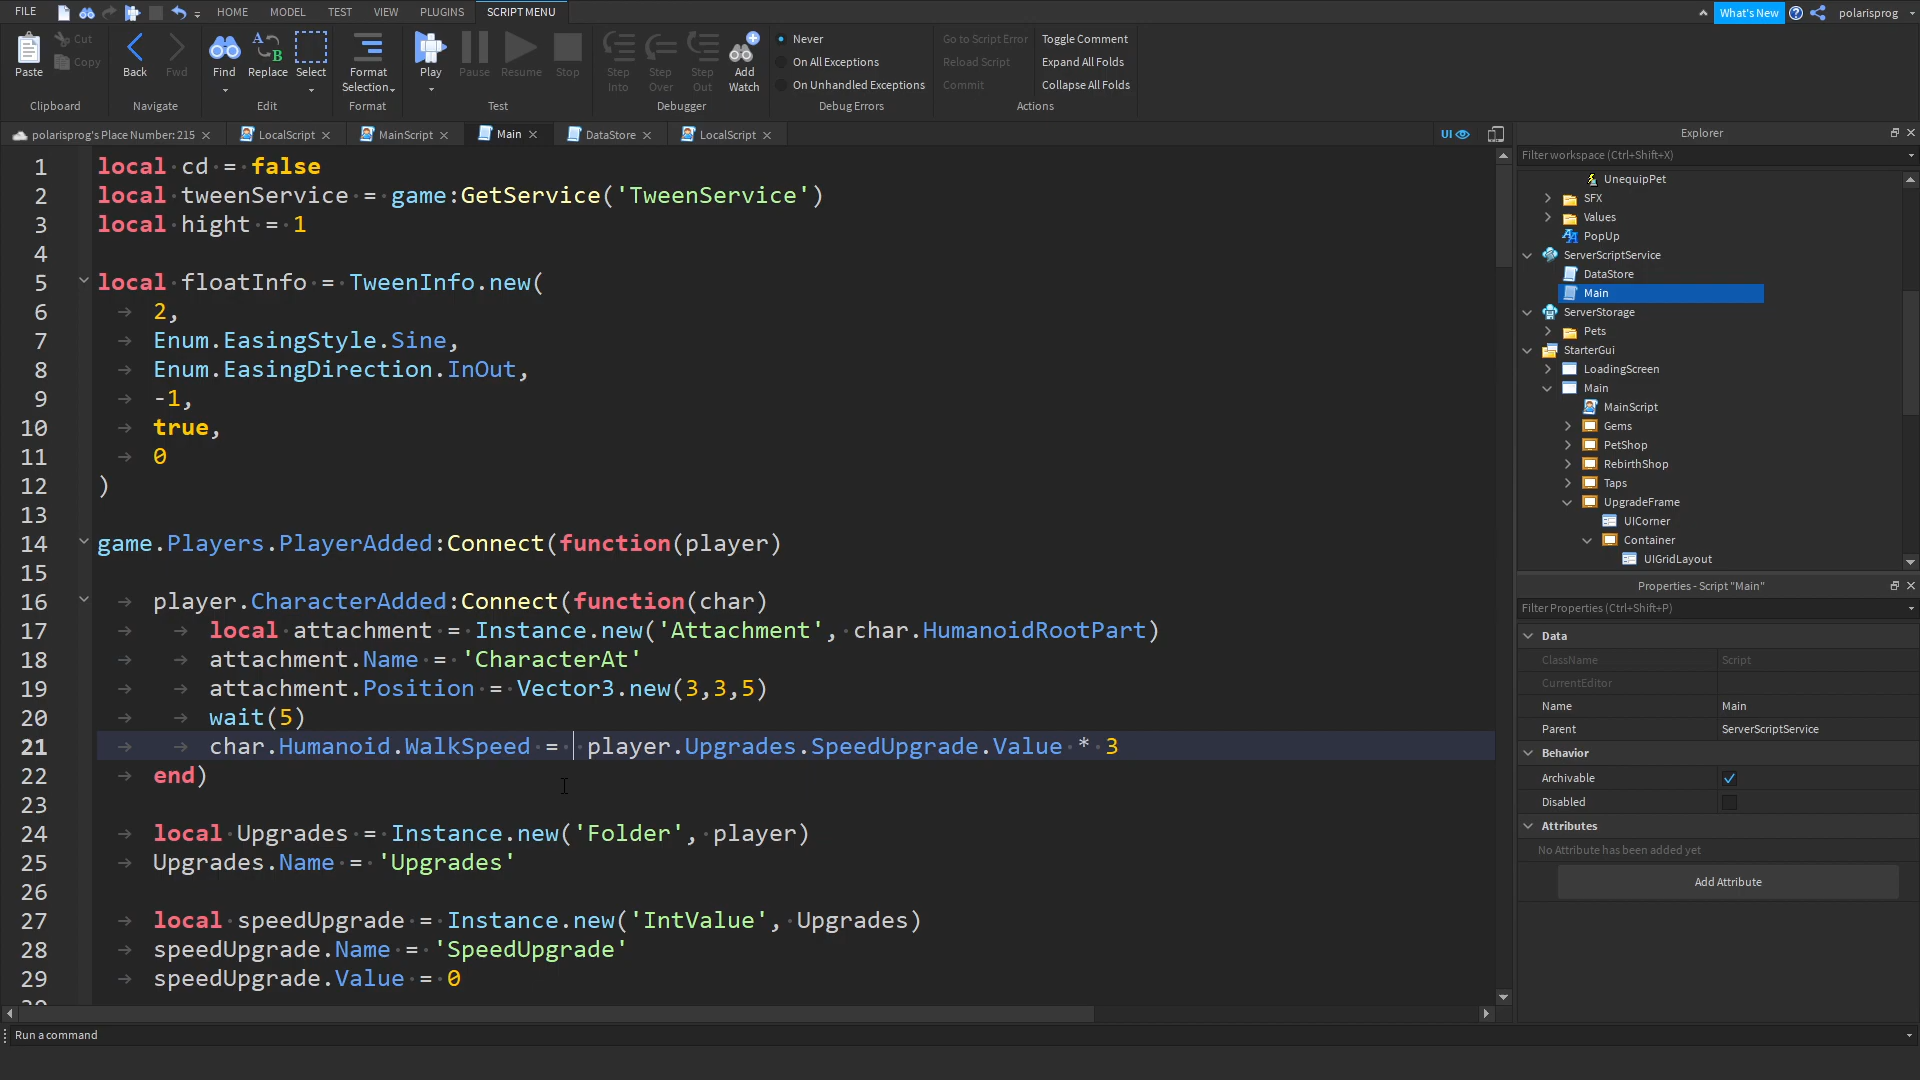 FILE HOME MODEL TEST VIEW PLUGINS SCRIPT MENU What's New polarisprog
Paste Cut Copy Clipboard
Back Fwd Navigate
Find Replace Select Edit
Format Selection Format
Play Pause Resume Stop Test
Step Into Step Over Step Out Add Watch Debugger
Never
On All Exceptions
On Unhandled Exceptions
Debug Errors
Go to Script Error Toggle Comment
Reload Script Expand All Folds
Commit Collapse All Folds
Actions
polarisprog's Place Number: 215 LocalScript MainScript Main DataStore LocalScript UI
1 local cd = false
2 local tweenService = game:GetService('TweenService')
3 local hight = 1
4
5 local floatInfo = TweenInfo.new(
6 2,
7 Enum.EasingStyle.Sine,
8 Enum.EasingDirection.InOut,
9 -1,
10 true,
11 0
12 )
13
14 game.Players.PlayerAdded:Connect(function(player)
15
16 player.CharacterAdded:Connect(function(char)
17 local attachment = Instance.new('Attachment', char.HumanoidRootPart)
18 attachment.Name = 'CharacterAt'
19 attachment.Position = Vector3.new(3,3,5)
20 wait(5)
21 char.Humanoid.WalkSpeed = player.Upgrades.SpeedUpgrade.Value * 3
22 end)
23
24 local Upgrades = Instance.new('Folder', player)
25 Upgrades.Name = 'Upgrades'
26
27 local speedUpgrade = Instance.new('IntValue', Upgrades)
28 speedUpgrade.Name = 'SpeedUpgrade'
29 speedUpgrade.Value = 0
30
Run a command
Explorer
Filter workspace (Ctrl+Shift+X)
UnequipPet
SFX
Values
PopUp
ServerScriptService
DataStore
Main
ServerStorage
Pets
StarterGui
LoadingScreen
Main
MainScript
Gems
PetShop
RebirthShop
Taps
UpgradeFrame
UICorner
Container
UIGridLayout
Properties - Script "Main"
Filter Properties (Ctrl+Shift+P)
Data
ClassName Script
CurrentEditor
Name Main
Parent ServerScriptService
Behavior
Archivable
Disabled
Attributes
No Attribute has been added yet
Add Attribute